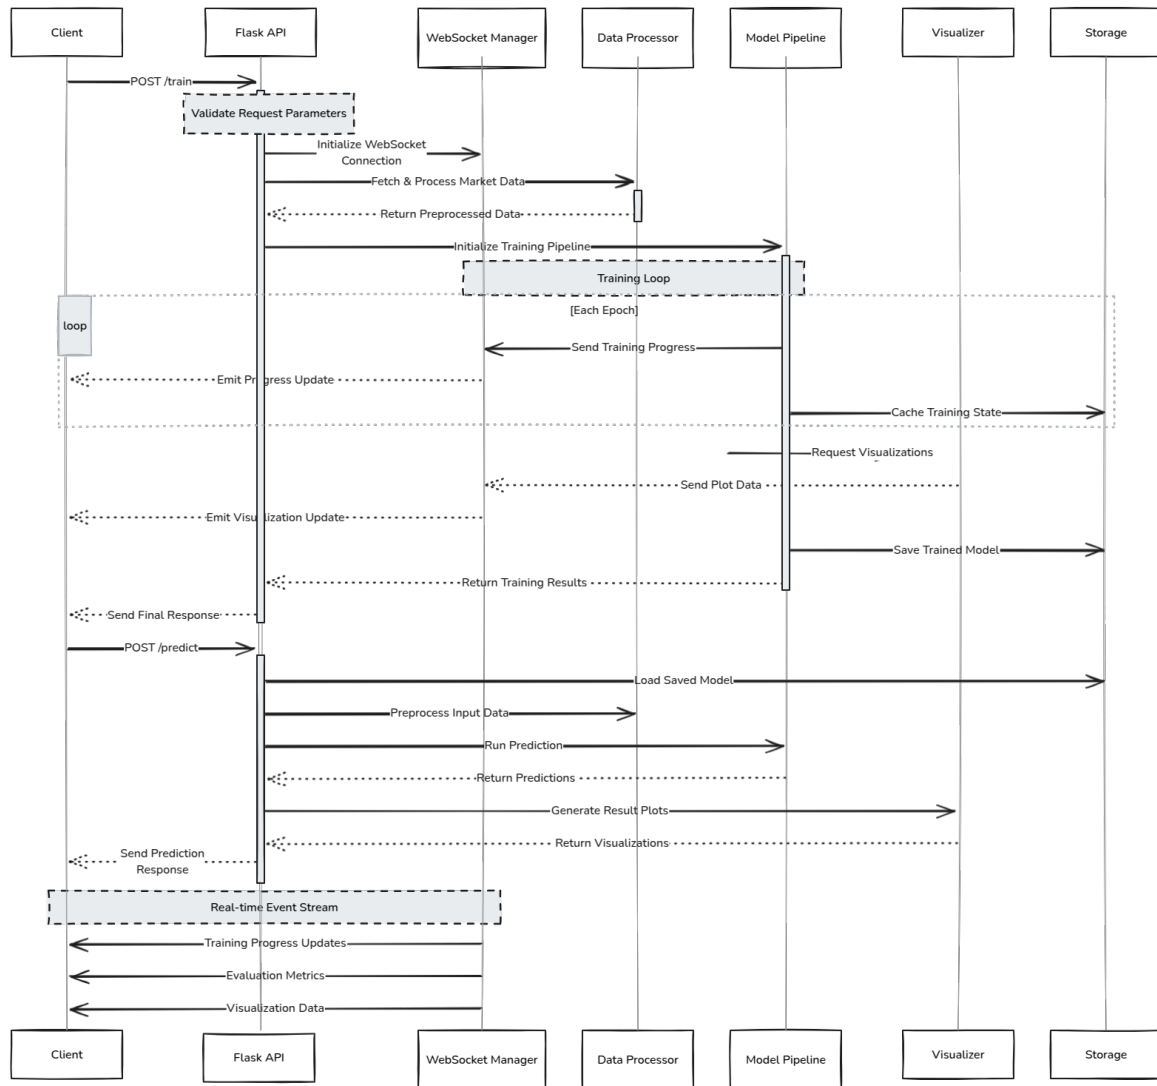 Client
Flask API
WebSocket Manager
Data Processor
Model Pipeline
Visualizer
Storage
POST /train
Validate Request Parameters
Initialize WebSocket
Connection
Fetch & Process Market Data
Return Preprocessed Data
Initialize Training Pipeline
Training Loop
[Each Epoch]
loop
Send Training Progress
Emit Progress Update
Cache Training State
Request Visualizations
Send Plot Data
Emit Visualization Update
Save Trained Model
Return Training Results
Send Final Response
POST /predict
Load Saved Model
Preprocess Input Data
Run Prediction
Return Predictions
Generate Result Plots
Return Visualizations
Send Prediction
Response
Real-time Event Stream
Training Progress Updates
Evaluation Metrics
Visualization Data
Client
Flask API
WebSocket Manager
Data Processor
Model Pipeline
Visualizer
Storage